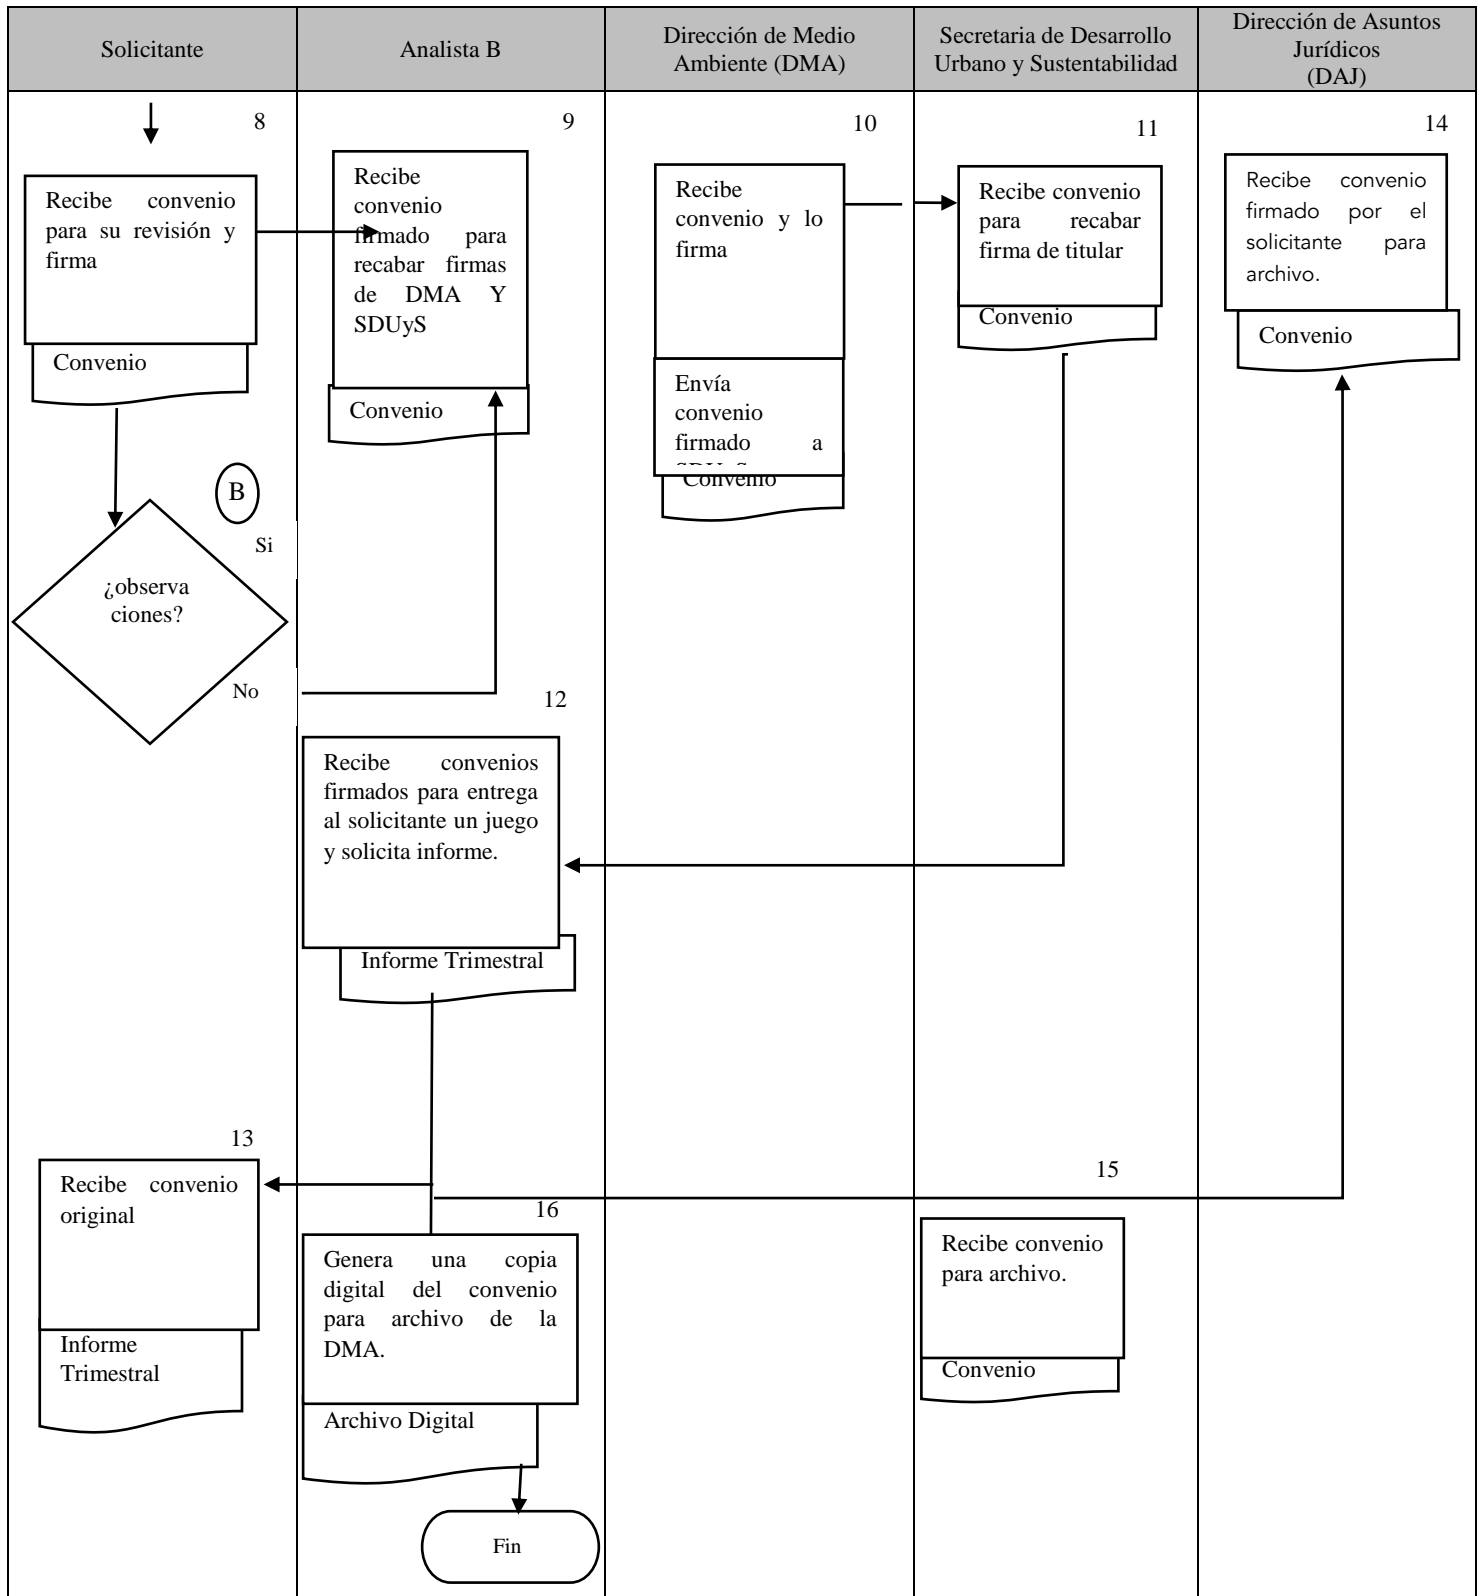 Solicitante
Analista B
Dirección de Medio
Ambiente (DMA)
Secretaria de Desarrollo
Urbano y Sustentabilidad
Dirección de Asuntos
Jurídicos
(DAJ)
8
Recibe convenio
para su revisión y
firma
Convenio
B
Si
¿observa
ciones?
No
9
Recibe
convenio
firmado para
recabar firmas
de DMA Y
SDUyS
Convenio
10
Recibe
convenio y lo
firma
Envía
convenio
firmado a
Convenio
11
Recibe convenio
para recabar
firma de titular
Convenio
14
Recibe convenio
firmado por el
solicitante para
archivo.
Convenio
12
Recibe convenios
firmados para entrega
al solicitante un juego
y solicita informe.
Informe Trimestral
13
Recibe convenio
original
Informe
Trimestral
16
Genera una copia
digital del convenio
para archivo de la
DMA.
Archivo Digital
Fin
15
Recibe convenio
para archivo.
Convenio